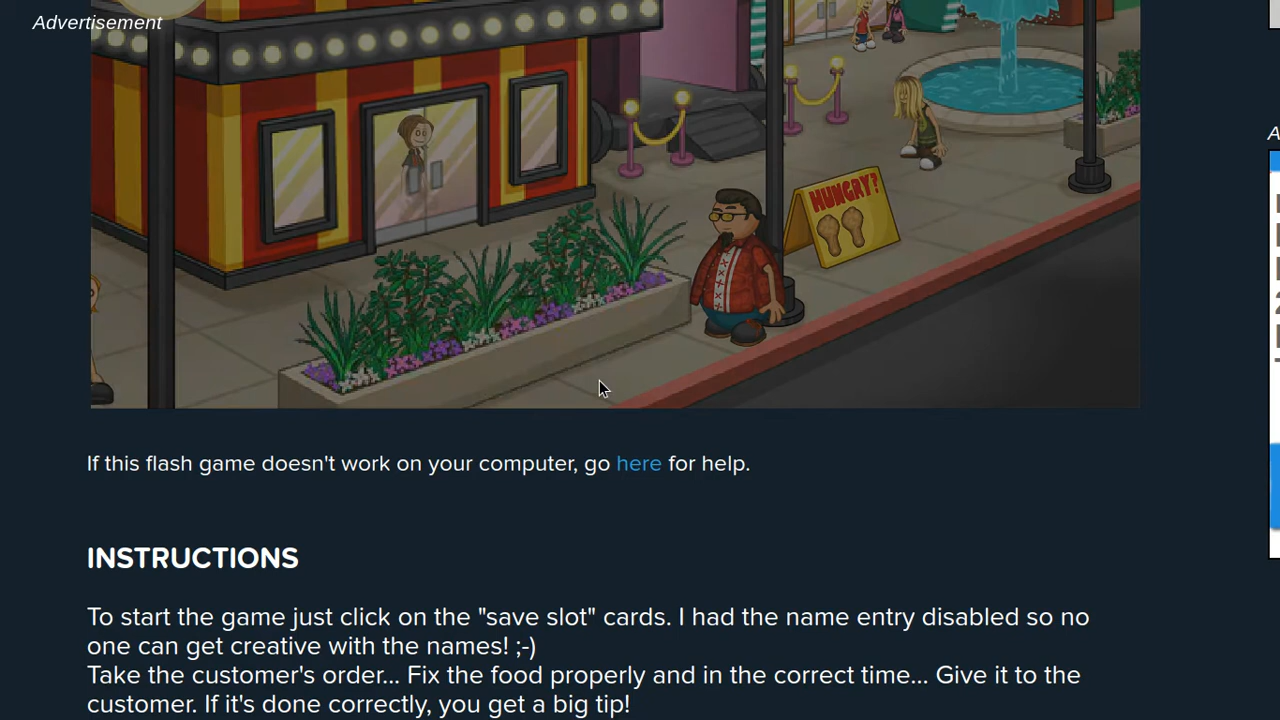 Advertisement
HUNGRY?
If this flash game doesn't work on your computer, go here for help.
INSTRUCTIONS
To start the game just click on the "save slot" cards. I had the name entry disabled so no
one can get creative with the names! ;-)
Take the customer's order... Fix the food properly and in the correct time... Give it to the
customer. If it's done correctly, you get a big tip!